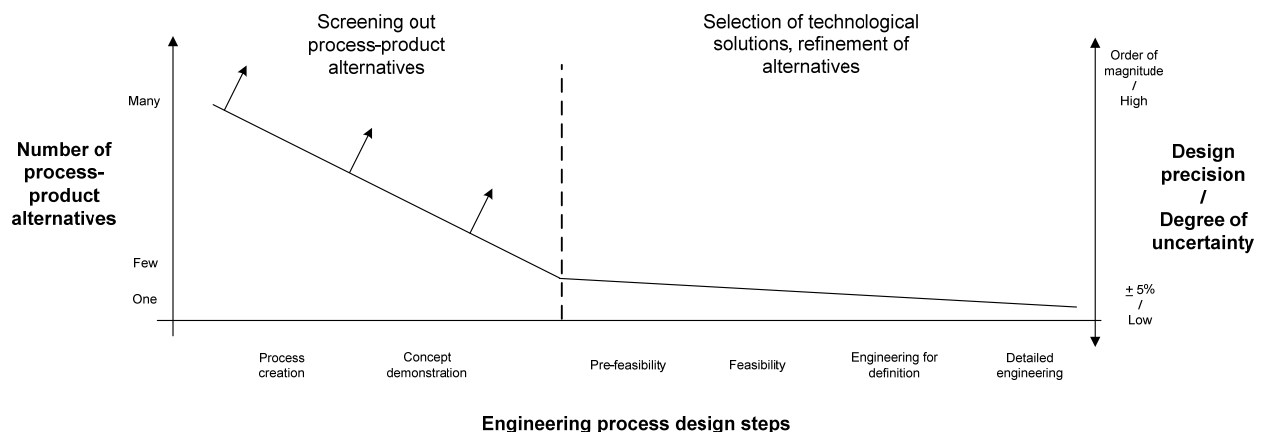 Screening out
process-product
alternatives
Selection of technological
solutions, refinement of
alternatives
Many
Few
One
Number of
process-
product
alternatives
Order of
magnitude
/
High
± 5%
/
Low
Design
precision
/
Degree of
uncertainty
Process
creation
Concept
demonstration
Pre-feasibility
Feasibility
Engineering for
definition
Detailed
engineering
Engineering process design steps